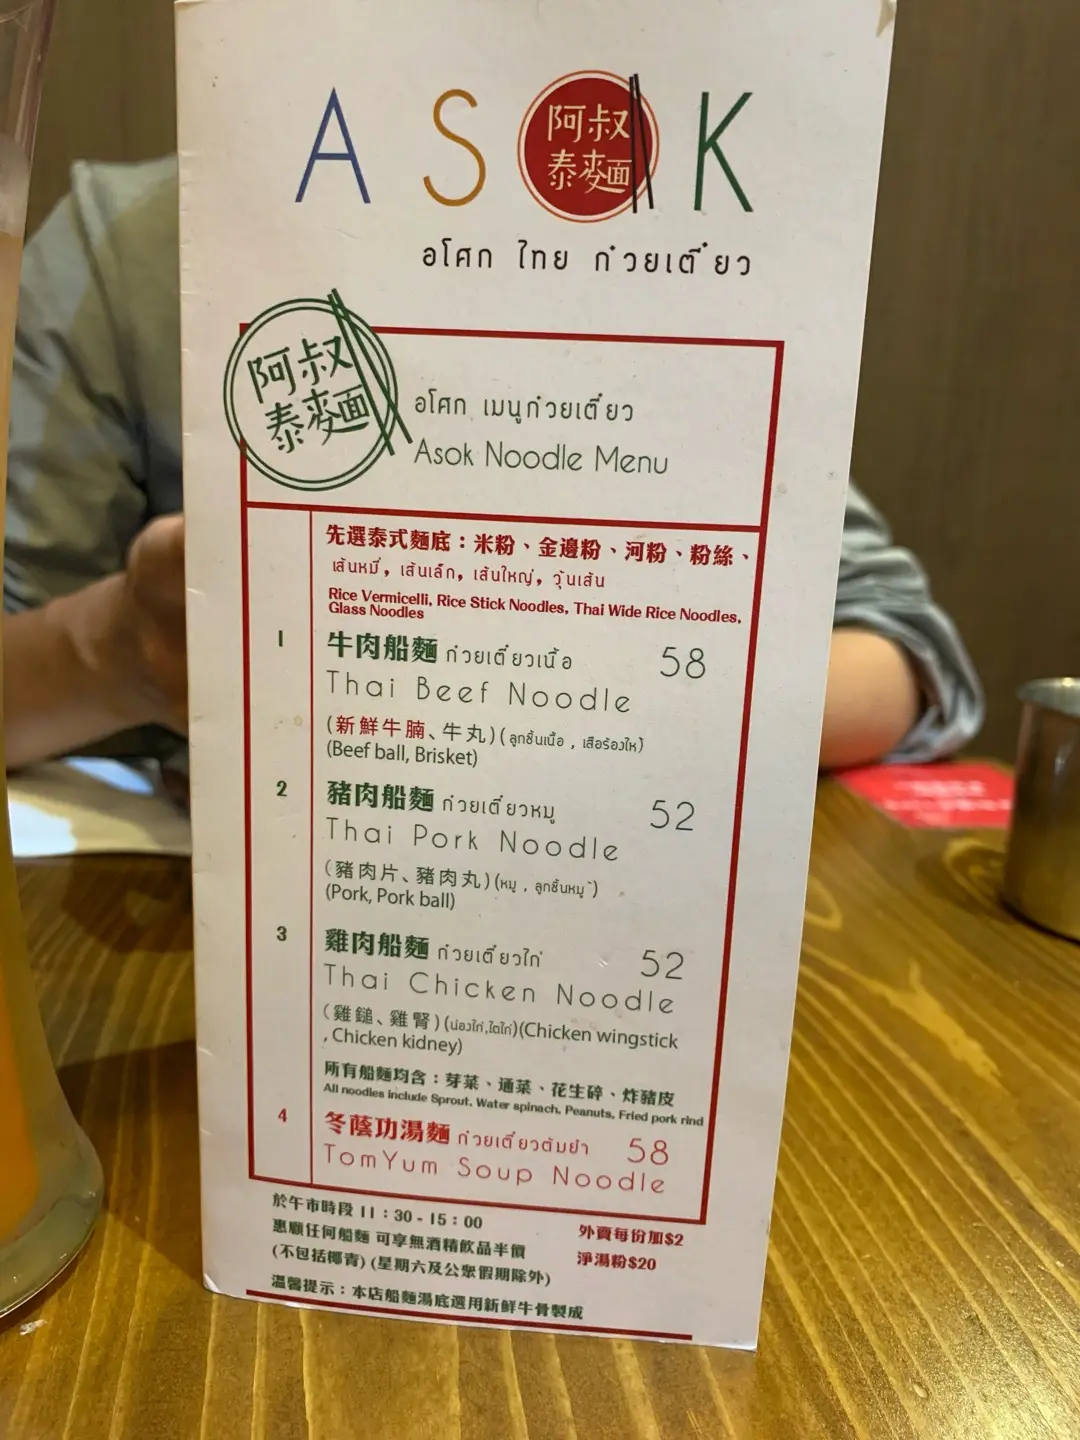 ASOK
阿叔
泰麵
อโศก ไทย ก๋วยเตี๋ยว
阿叔
泰麵
อโศก เมนูก๋วยเตี๋ยว
Asok Noodle Menu
先選泰式麵底：米粉、金邊粉、河粉、粉絲、
เส้นหมี่, เส้นเล็ก, เส้นใหญ่, วุ้นเส้น
Rice Vermicelli, Rice Stick Noodles, Thai Wide Rice Noodles,
Glass Noodles
1 牛肉船麵 ก๋วยเตี๋ยวเนื้อ 58
Thai Beef Noodle
(新鮮牛腩、牛丸) (ลูกชิ้นเนื้อ , เสือร้องไห้)
(Beef ball, Brisket)
2 豬肉船麵 ก๋วยเตี๋ยวหมู 52
Thai Pork Noodle
(豬肉片、豬肉丸) (หมู , ลูกชิ้นหมู)
(Pork, Pork ball)
3 雞肉船麵 ก๋วยเตี๋ยวไก่ 52
Thai Chicken Noodle
(雞鎚、雞腎) (น่องไก่,ไตไก่)(Chicken wingstick
, Chicken kidney)
所有船麵均含：芽菜、通菜、花生碎、炸豬皮
All noodles include Sprout, Water spinach, Peanuts, Fried pork rind
4 冬蔭功湯麵 ก๋วยเตี๋ยวต้มยำ 58
TomYum Soup Noodle
於午市時段 11：30 - 15：00
惠顧任何船麵 可享無酒精飲品半價
(不包括椰青) (星期六及公眾假期除外)
溫馨提示：本店船麵湯底選用新鮮牛骨製成
外賣每份加$2
淨湯粉$20